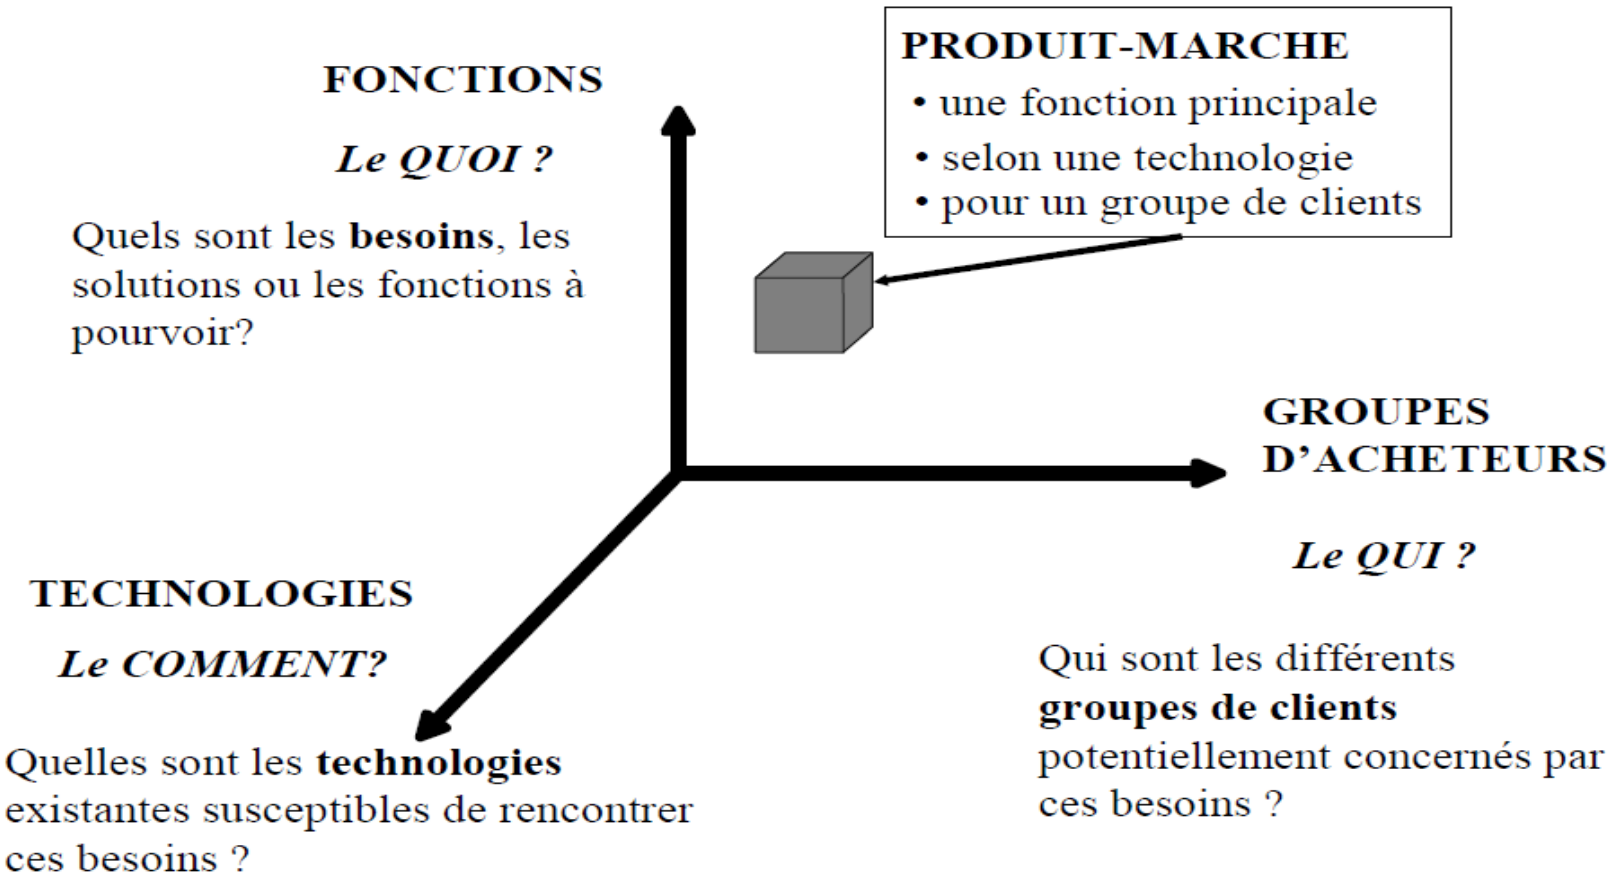 FONCTIONS
Le QUOI ?
Quels sont les besoins, les
solutions ou les fonctions à
pourvoir?
PRODUIT-MARCHE
• une fonction principale
• selon une technologie
• pour un groupe de clients
GROUPES
D’ACHETEURS
Le QUI ?
Qui sont les différents
groupes de clients
potentiellement concernés par
ces besoins ?
TECHNOLOGIES
Le COMMENT?
Quelles sont les technologies
existantes susceptibles de rencontrer
ces besoins ?